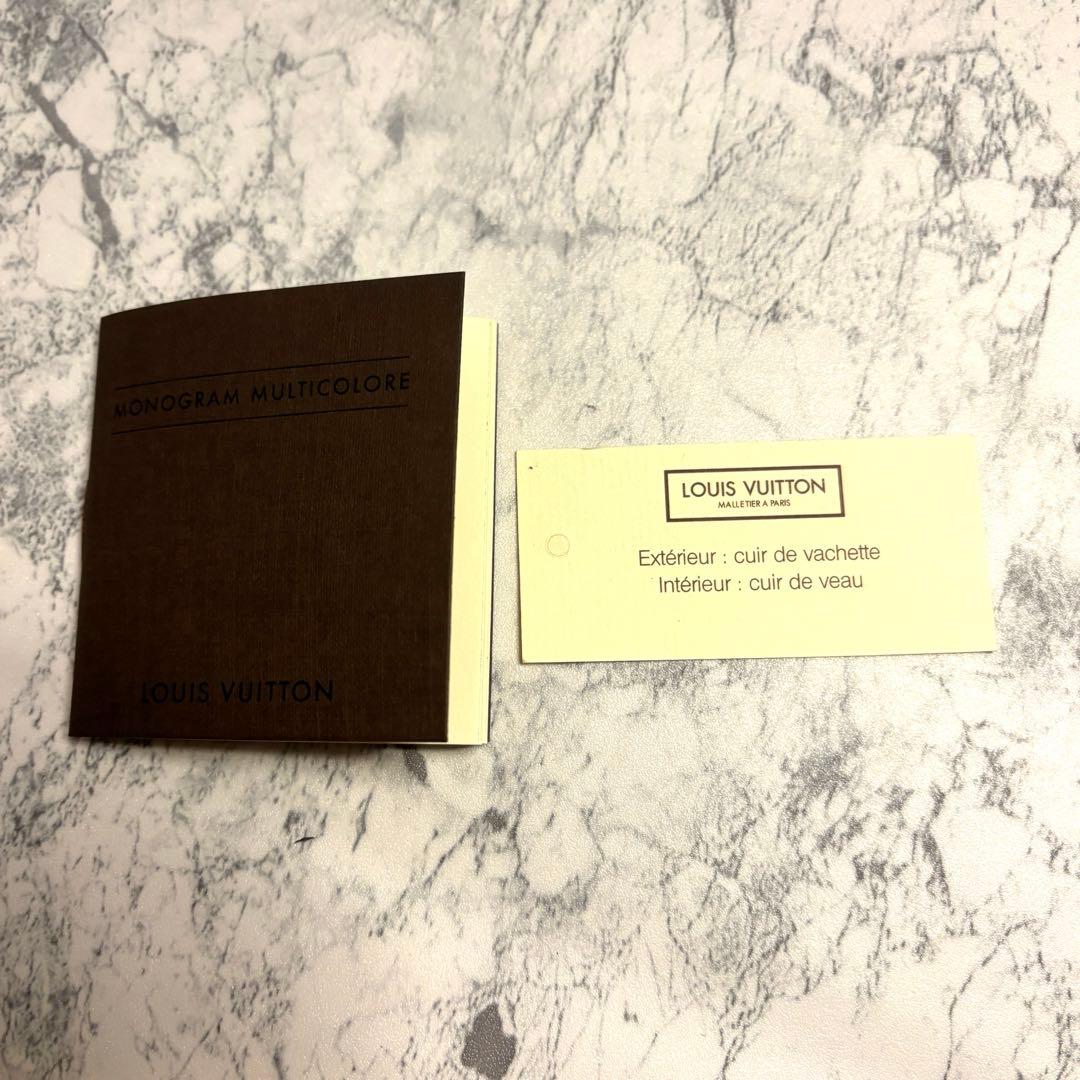 MONOGRAM MULTICOLORE
LOUIS VUITTON
LOUIS VUITTON
MALLETIER A PARIS
Extérieur : cuir de vachette
Intérieur : cuir de veau